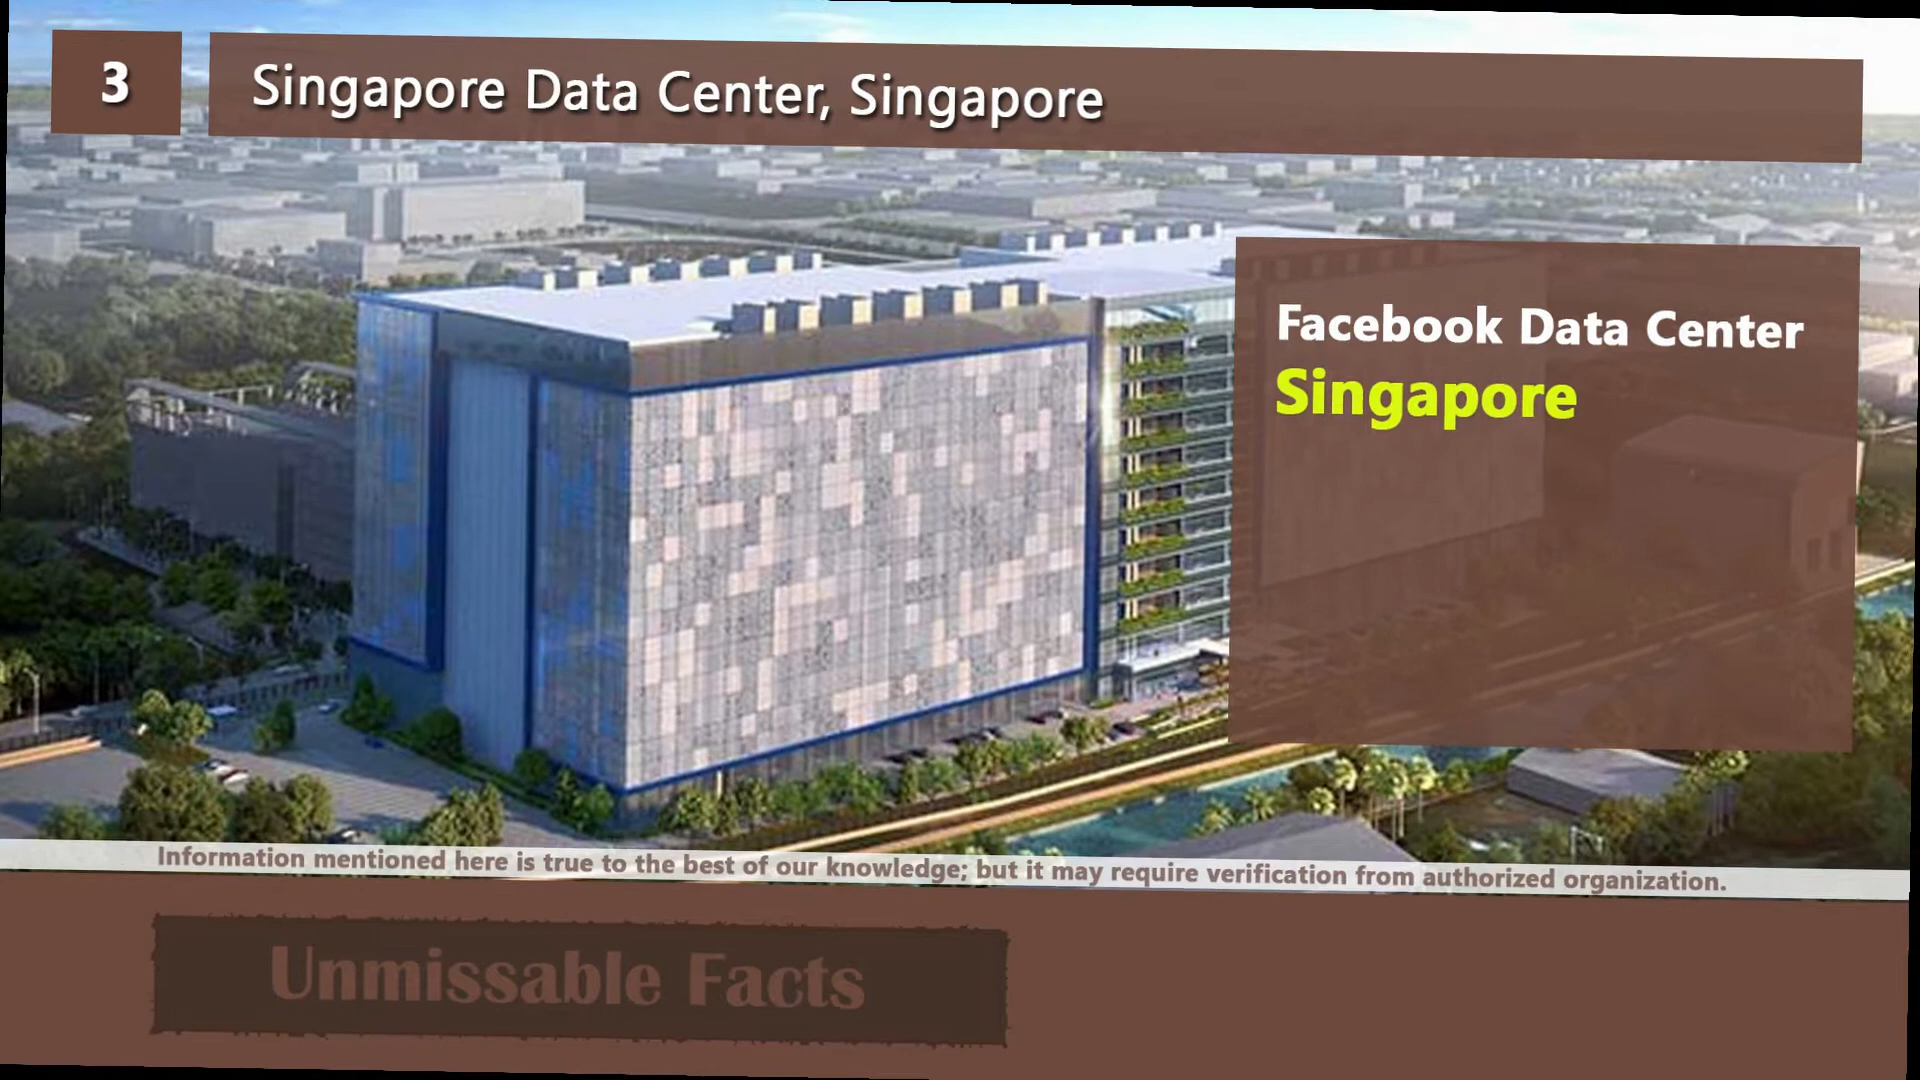 3
Singapore Data Center, Singapore
Facebook Data Center
Singapore
Information mentioned here is true to the best of our knowledge; but it may require verification from authorized organization.
Unmissable Facts